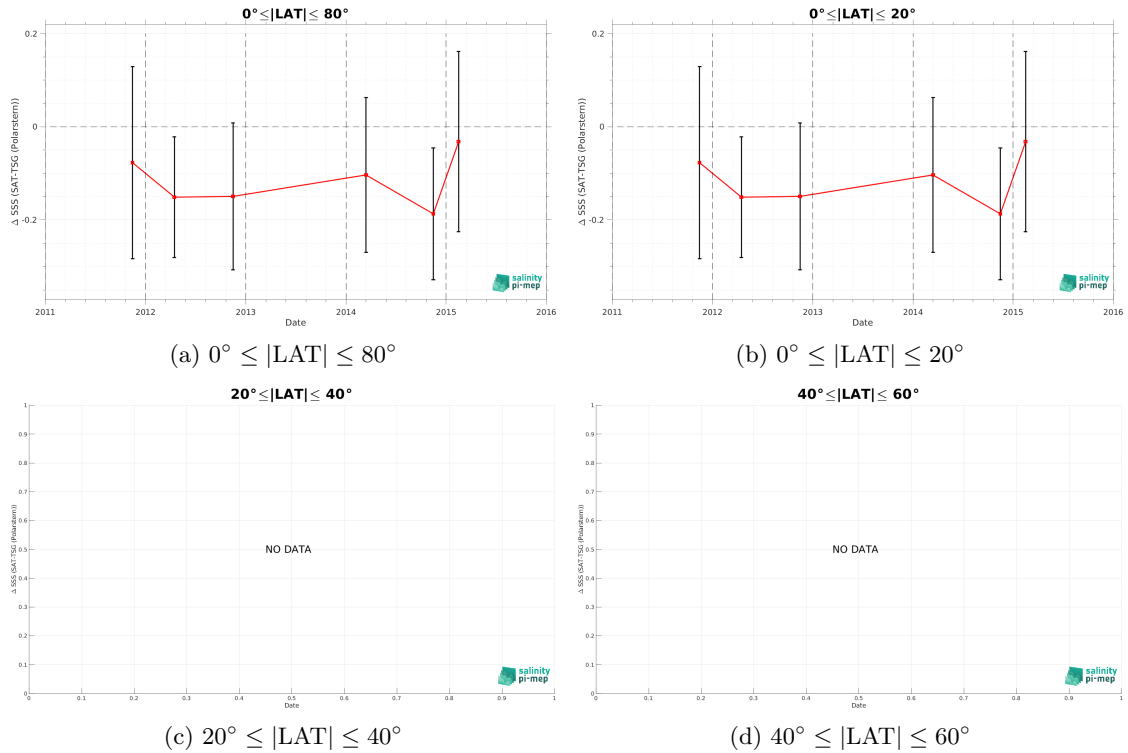 0°≤|LAT|≤ 80°
0.2
0
-0.2
Δ SSS (SAT-TSG (Polarstern))
2011 2012 2013 2014 2015 2016
Date
salinity
pi-mep
(a) 0° ≤ |LAT| ≤ 80°
0°≤|LAT|≤ 20°
0.2
0
-0.2
Δ SSS (SAT-TSG (Polarstern))
2011 2012 2013 2014 2015 2016
Date
salinity
pi-mep
(b) 0° ≤ |LAT| ≤ 20°
20°≤|LAT|≤ 40°
1
0.9
0.8
0.7
0.6
0.5
0.4
0.3
0.2
0.1
0
Δ SSS (SAT-TSG (Polarstern))
NO DATA
0 0.1 0.2 0.3 0.4 0.5 0.6 0.7 0.8 0.9 1
Date
salinity
pi-mep
(c) 20° ≤ |LAT| ≤ 40°
40°≤|LAT|≤ 60°
1
0.9
0.8
0.7
0.6
0.5
0.4
0.3
0.2
0.1
0
Δ SSS (SAT-TSG (Polarstern))
NO DATA
0 0.1 0.2 0.3 0.4 0.5 0.6 0.7 0.8 0.9 1
Date
salinity
pi-mep
(d) 40° ≤ |LAT| ≤ 60°